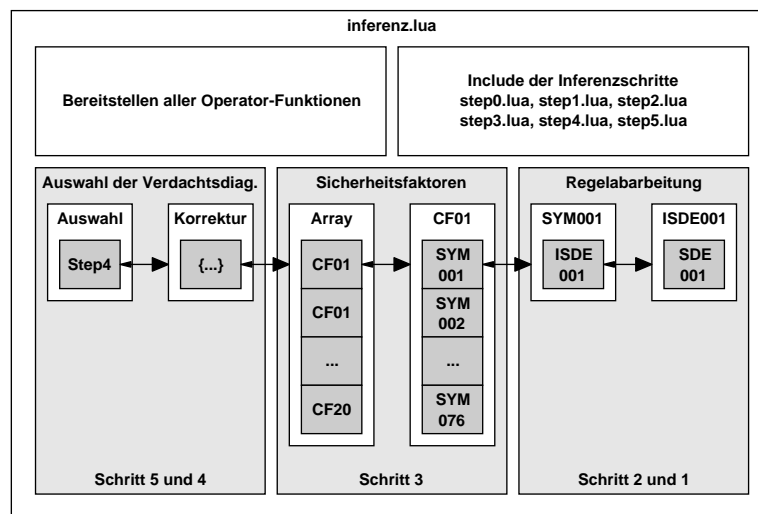 inferenz.lua
Bereitstellen aller Operator-Funktionen
Include der Inferenzschritte
step0.lua, step1.lua, step2.lua
step3.lua, step4.lua, step5.lua
Auswahl der Verdachtsdiag.
Auswahl
Step4
Korrektur
{...}
Schritt 5 und 4
Sicherheitsfaktoren
Array
CF01
CF01
...
CF20
CF01
SYM
001
SYM
002
...
SYM
076
Schritt 3
Regelabarbeitung
SYM001
ISDE
001
ISDE001
SDE
001
Schritt 2 und 1